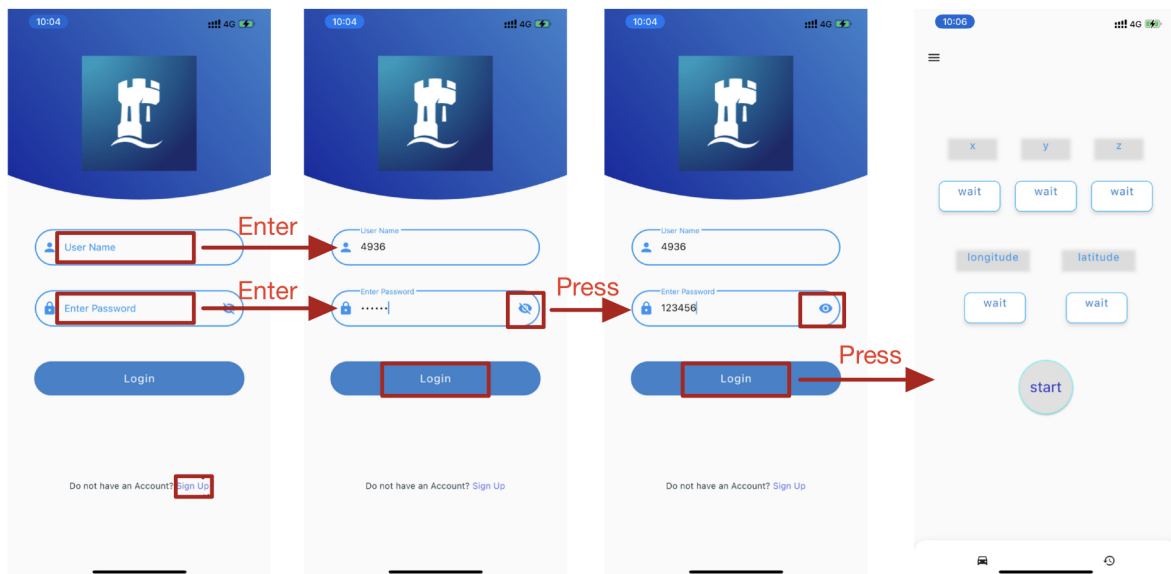 10:04
4G
User Name
Enter Password
Login
Do not have an Account? Sign Up
Enter
Enter
10:04
4G
User Name
4936
Enter Password
······
Login
Do not have an Account? Sign Up
Press
10:04
4G
User Name
4936
Enter Password
123456
Login
Do not have an Account? Sign Up
Press
10:06
4G
x y z
wait wait wait
longitude latitude
wait wait
start